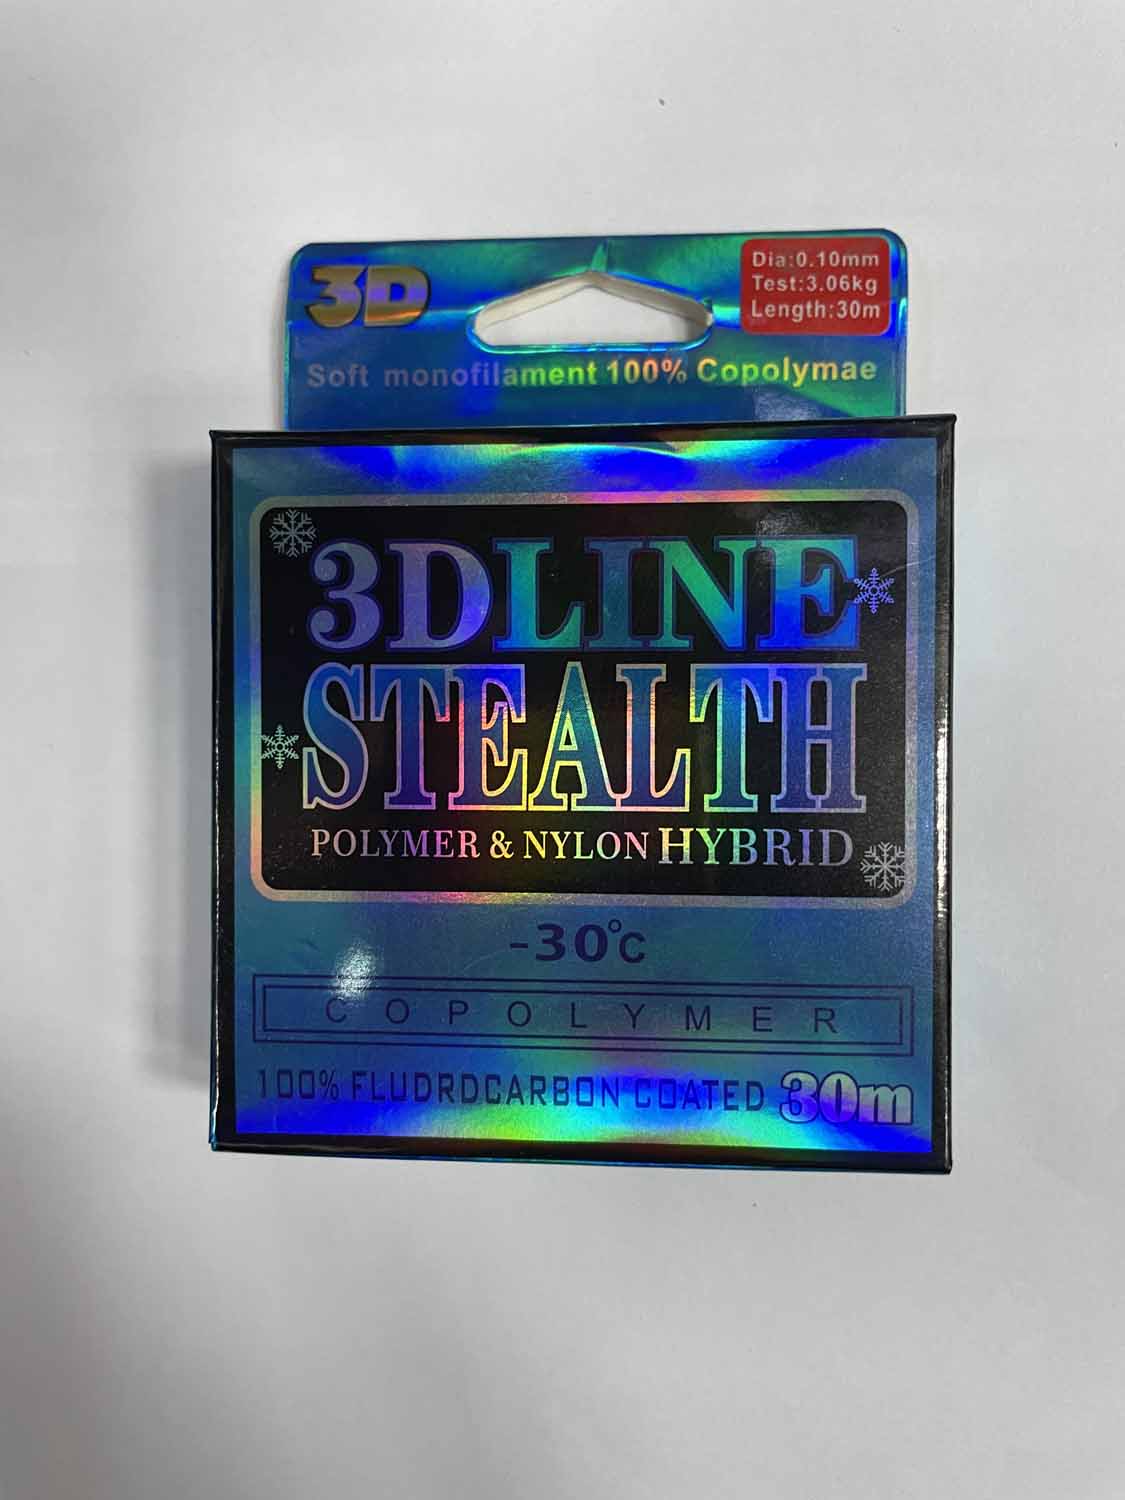 3D
Dia:0.10mm
Test:3.06kg
Length:30m
Soft monofilament 100% Copolymae
3DLINE
STEALTH
POLYMER & NYLON HYBRID
-30°C
COPOLYMER
100% FLUDRDCARBON COATED 30m